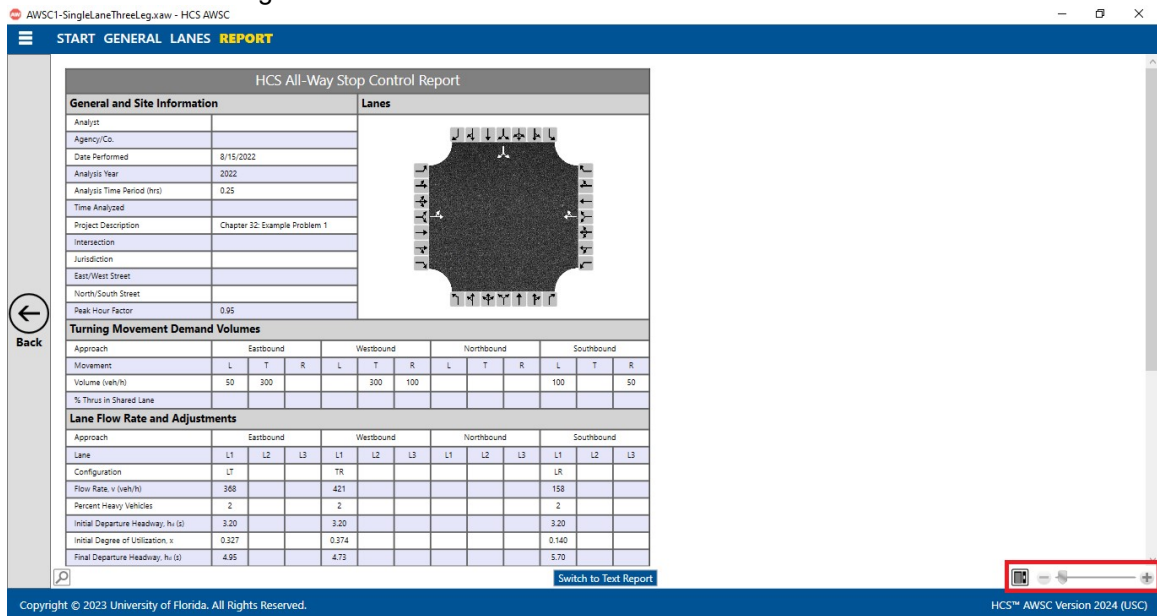 AWSC1-SingleLaneThreeLeg.xaw - HCS AWSC
START GENERAL LANES REPORT
HCS All-Way Stop Control Report
General and Site Information Lanes
Analyst
Agency/Co.
Date Performed 8/15/2022
Analysis Year 2022
Analysis Time Period (hrs) 0.25
Time Analyzed
Project Description Chapter 32: Example Problem 1
Intersection
Jurisdiction
East/West Street
North/South Street
Peak Hour Factor 0.95
Back
Turning Movement Demand Volumes
Approach Eastbound Westbound Northbound Southbound
Movement L T R L T R L T R L T R
Volume (veh/h) 50 300 300 100 100 50
% Thrus in Shared Lane
Lane Flow Rate and Adjustments
Approach Eastbound Westbound Northbound Southbound
Lane L1 L2 L3 L1 L2 L3 L1 L2 L3 L1 L2 L3
Configuration LT TR LR
Flow Rate, v (veh/h) 368 421 158
Percent Heavy Vehicles 2 2 2
Initial Departure Headway, hd (s) 3.20 3.20 3.20
Initial Degree of Utilization, x 0.327 0.374 0.140
Final Departure Headway, hd (s) 4.95 4.73 5.70
Switch to Text Report
Copyright © 2023 University of Florida. All Rights Reserved. HCS™ AWSC Version 2024 (USC)